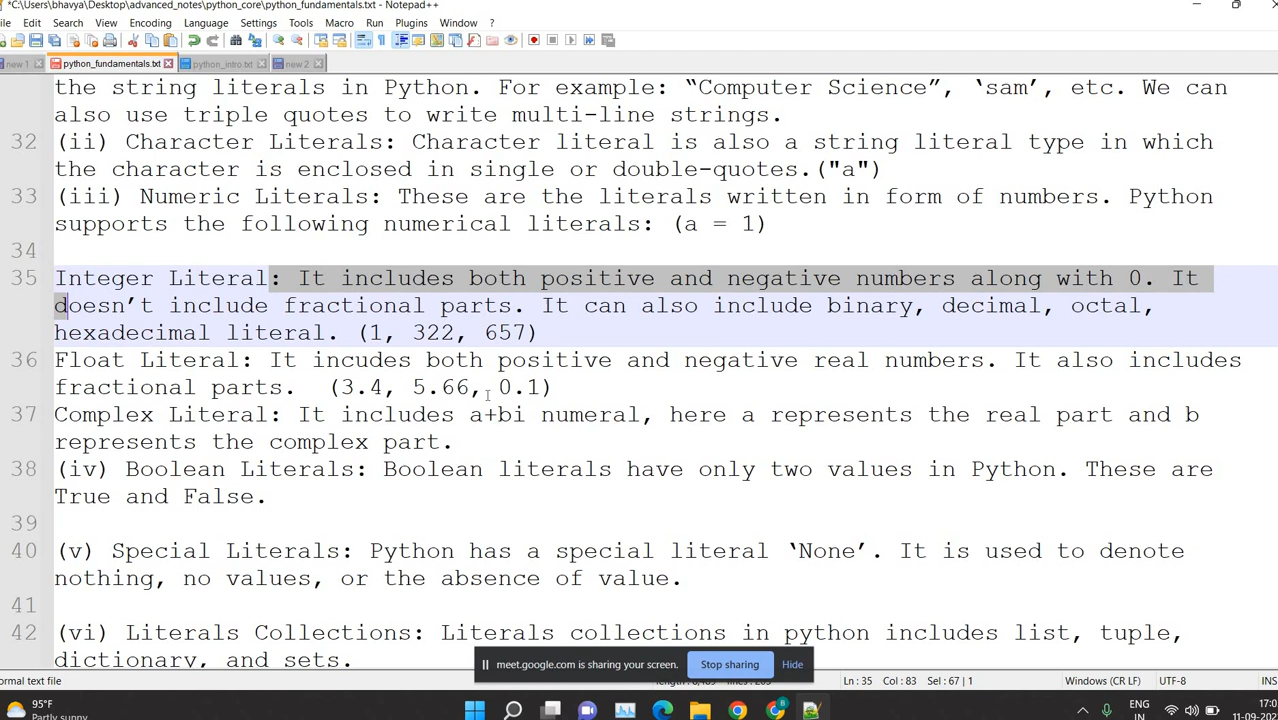 *C:\Users\bhavya\Desktop\advanced_notes\python_core\python_fundamentals.txt - Notepad++
File Edit Search View Encoding Language Settings Tools Macro Run Plugins Window ?
new 1 python_fundamentals.txt python_intro.txt new 2
the string literals in Python. For example: “Computer Science”, ‘sam’, etc. We can
also use triple quotes to write multi-line strings.
32 (ii) Character Literals: Character literal is also a string literal type in which
the character is enclosed in single or double-quotes.("a")
33 (iii) Numeric Literals: These are the literals written in form of numbers. Python
supports the following numerical literals: (a = 1)
34
35 Integer Literal: It includes both positive and negative numbers along with 0. It
doesn’t include fractional parts. It can also include binary, decimal, octal,
hexadecimal literal. (1, 322, 657)
36 Float Literal: It incudes both positive and negative real numbers. It also includes
fractional parts. (3.4, 5.66, 0.1)
37 Complex Literal: It includes a+bi numeral, here a represents the real part and b
represents the complex part.
38 (iv) Boolean Literals: Boolean literals have only two values in Python. These are
True and False.
39
40 (v) Special Literals: Python has a special literal ‘None’. It is used to denote
nothing, no values, or the absence of value.
41
42 (vi) Literals Collections: Literals collections in python includes list, tuple,
dictionary, and sets.
meet.google.com is sharing your screen. Stop sharing Hide
ormal text file Ln: 35 Col: 83 Sel: 67 | 1 Windows (CR LF) UTF-8 INS
95°F ENG 17:0
Partly sunny IN 11-09-202